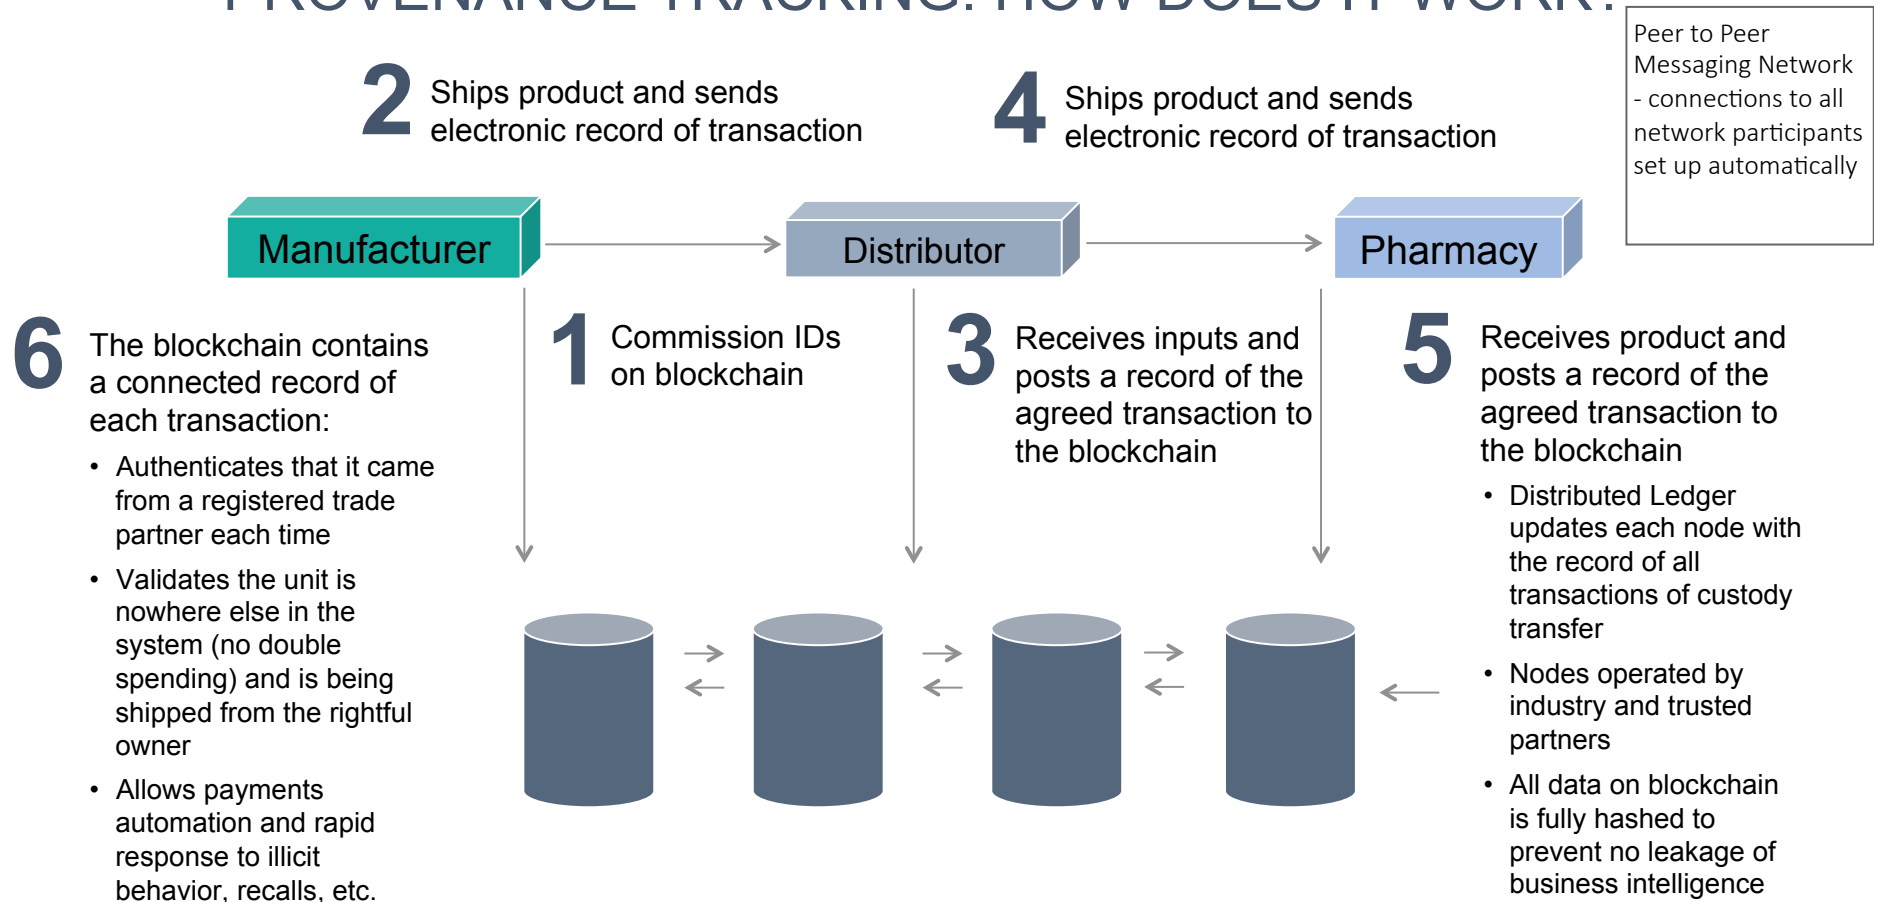 PROVENANCE TRACKING: HOW DOES IT WORK?
Peer to Peer
Messaging Network
- connections to all
network participants
set up automatically
2
Ships product and sends
electronic record of transaction
4
Ships product and sends
electronic record of transaction
Manufacturer
Distributor
Pharmacy
6
The blockchain contains
a connected record of
each transaction:
• Authenticates that it came
from a registered trade
partner each time
• Validates the unit is
nowhere else in the
system (no double
spending) and is being
shipped from the rightful
owner
• Allows payments
automation and rapid
response to illicit
behavior, recalls, etc.
1
Commission IDs
on blockchain
3
Receives inputs and
posts a record of the
agreed transaction to
the blockchain
5
Receives product and
posts a record of the
agreed transaction to
the blockchain
• Distributed Ledger
updates each node with
the record of all
transactions of custody
transfer
• Nodes operated by
industry and trusted
partners
• All data on blockchain
is fully hashed to
prevent no leakage of
business intelligence